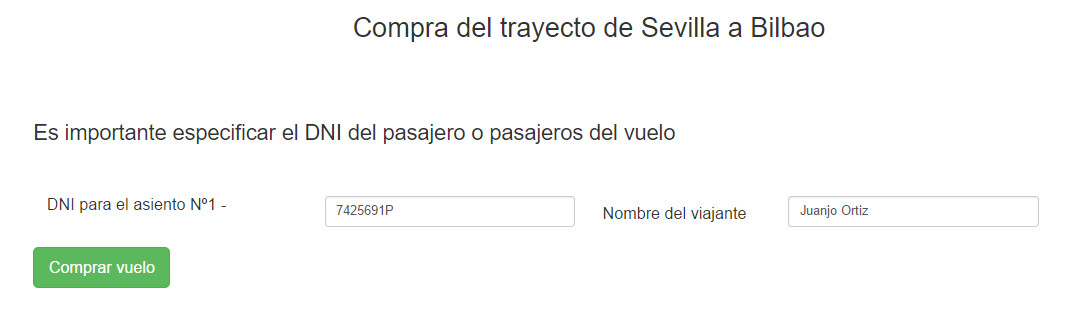 Compra del trayecto de Sevilla a Bilbao
Es importante especificar el DNI del pasajero o pasajeros del vuelo
DNI para el asiento Nº1 - 7425691P Nombre del viajante Juanjo Ortiz
Comprar vuelo